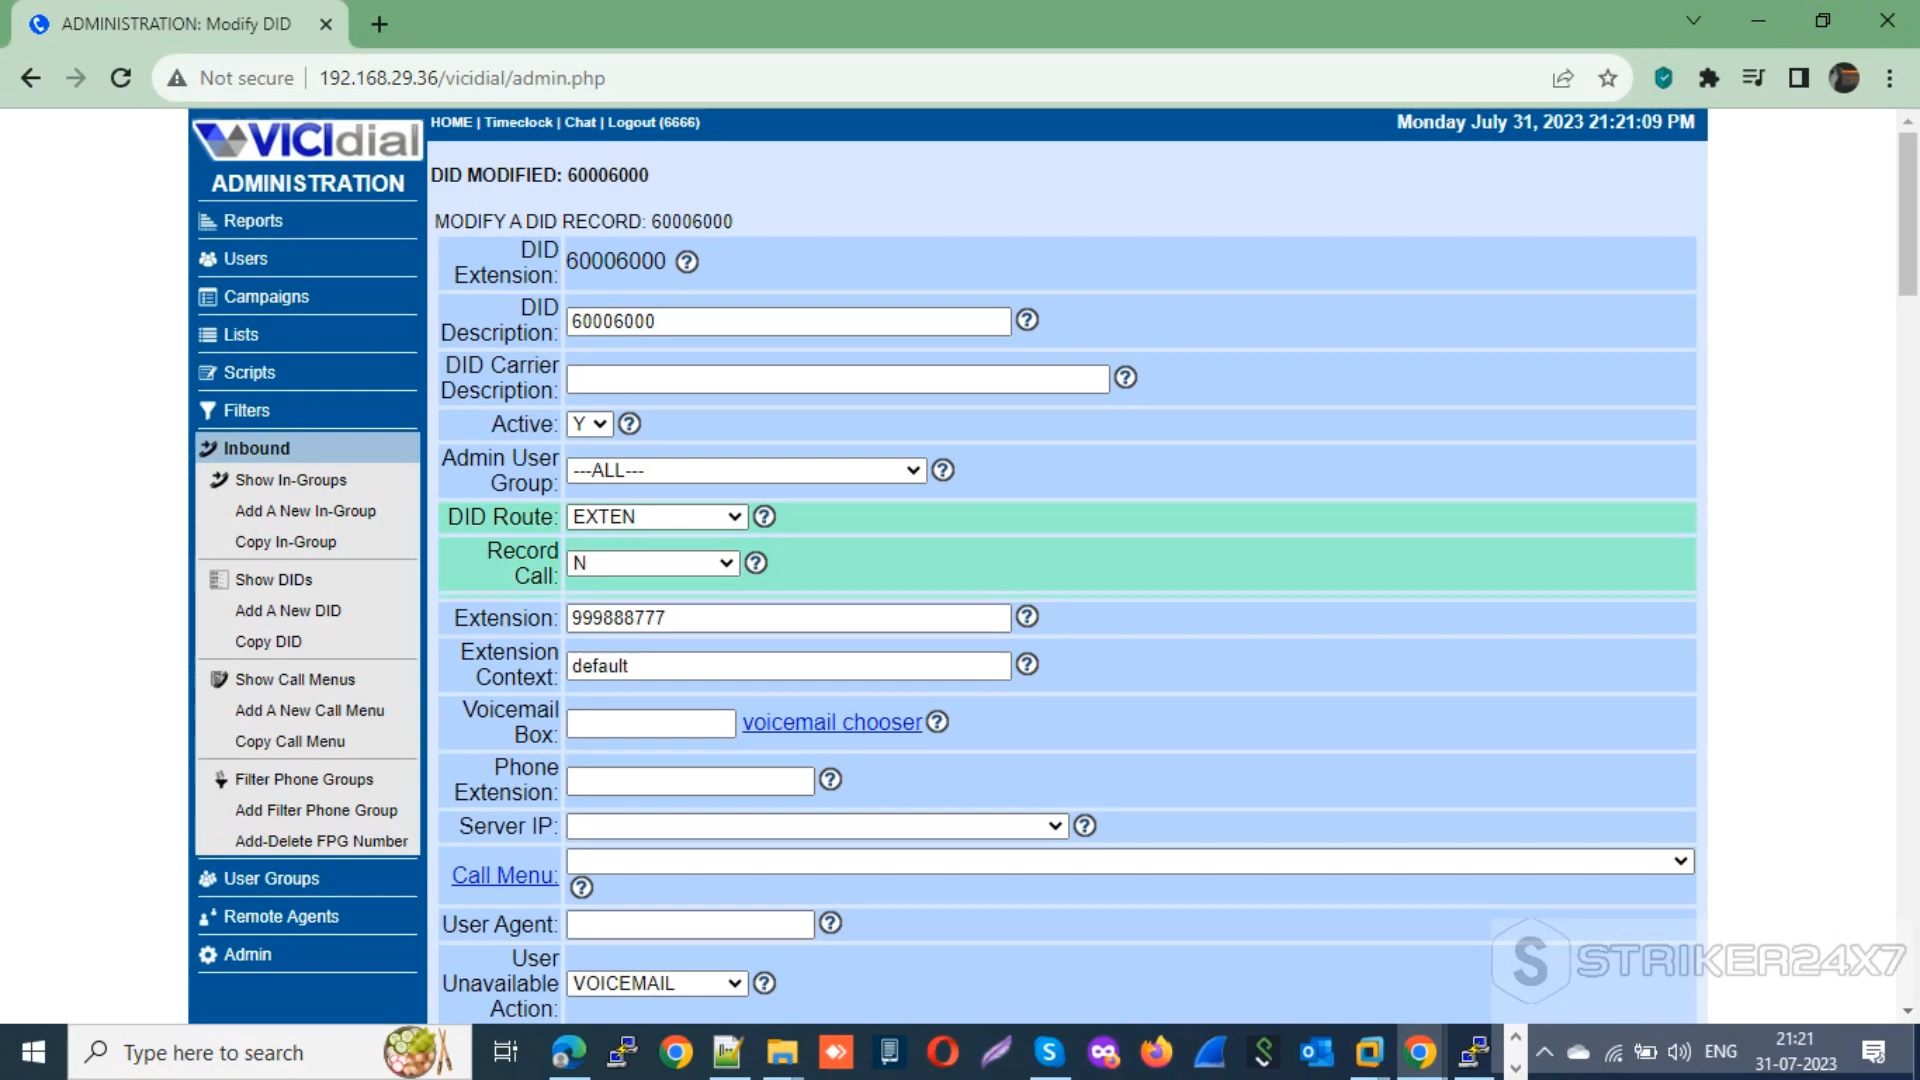 ADMINISTRATION: Modify DID
Not secure
192.168.29.36/vicidial/admin.php
VICIdial
ADMINISTRATION
Reports
Users
Campaigns
Lists
Scripts
Filters
Inbound
Show In-Groups
Add A New In-Group
Copy In-Group
Show DIDs
Add A New DID
Copy DID
Show Call Menus
Add A New Call Menu
Copy Call Menu
Filter Phone Groups
Add Filter Phone Group
Add-Delete FPG Number
User Groups
Remote Agents
Admin
HOME | Timeclock | Chat | Logout (6666)
Monday July 31, 2023 21:21:09 PM
DID MODIFIED: 60006000
MODIFY A DID RECORD: 60006000
DID Extension: 60006000
DID Description: 60006000
DID Carrier Description:
Active: Y
Admin User Group: ---ALL---
DID Route: EXTEN
Record Call: N
Extension: 999888777
Extension Context: default
Voicemail Box: voicemail chooser
Phone Extension:
Server IP:
Call Menu:
User Agent:
User Unavailable Action: VOICEMAIL
STRIKER24X7
Type here to search
ENG
21:21
31-07-2023